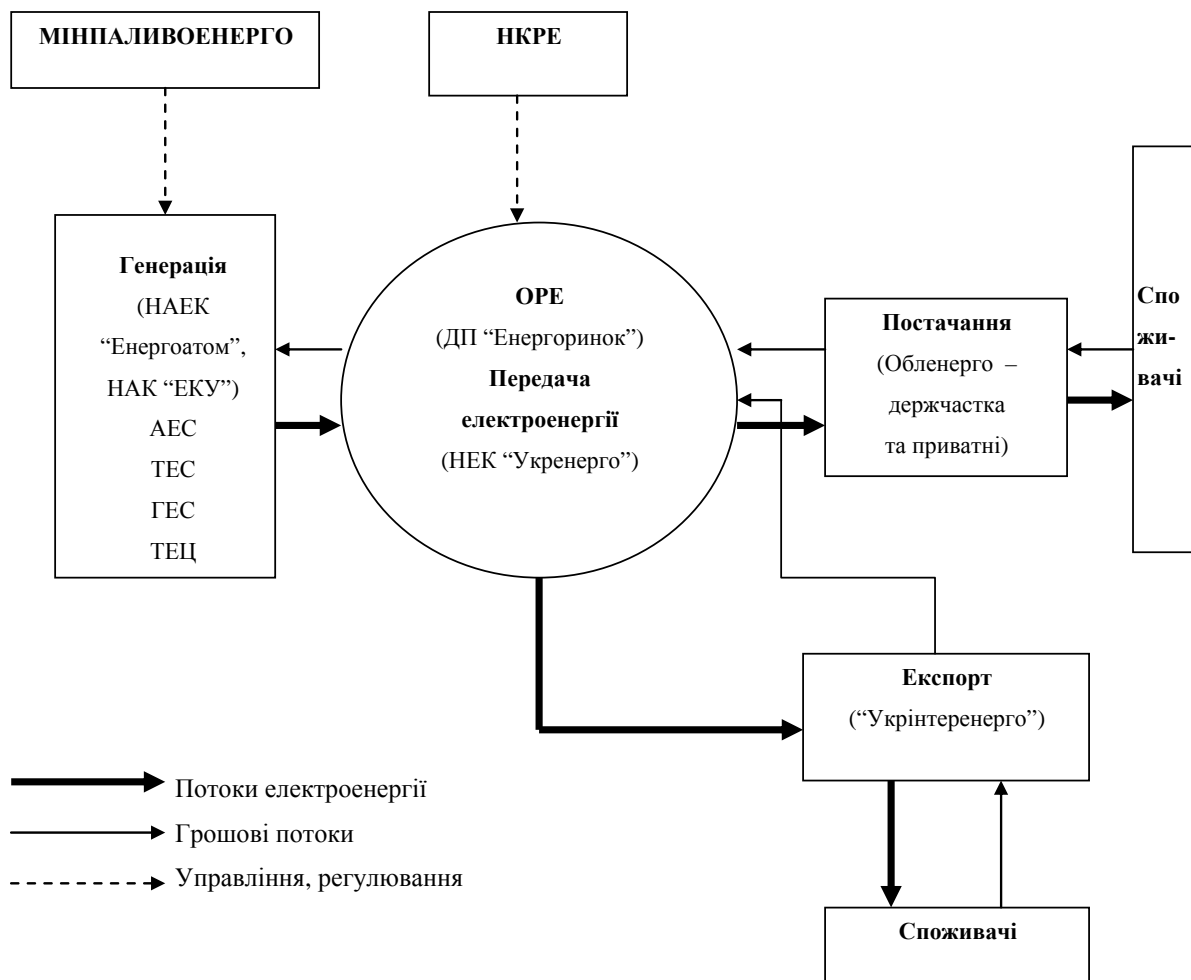 МІНПАЛИВОЕНЕРГО
НКРЕ
Генерація
(НАЕК
“Енергоатом”,
НАК “ЕКУ”)
АЕС
ТЕС
ГЕС
ТЕЦ
ОРЕ
(ДП “Енергоринок”)
Передача
електроенергії
(НЕК “Укренерго”)
Постачання
(Обленерго –
держчастка
та приватні)
Спо
жи-
вачі
Експорт
(“Укрінтеренерго”)
Споживачі
Потоки електроенергії
Грошові потоки
Управління, регулювання